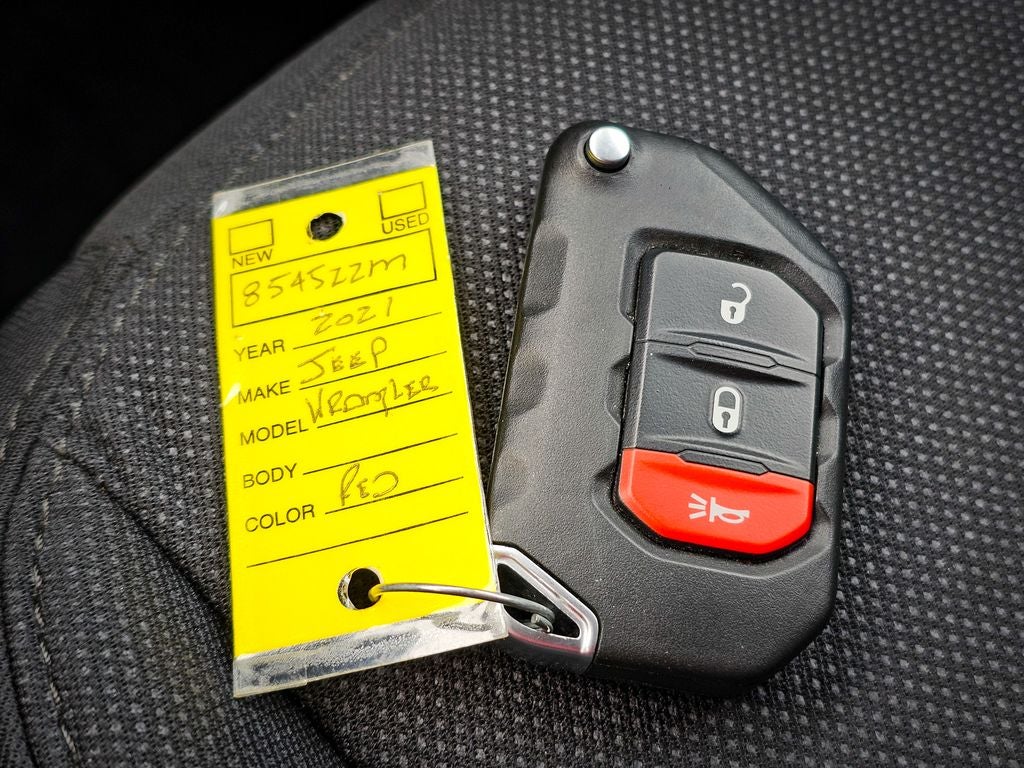 NEW USED
854522M
YEAR 2021
MAKE JEEP
MODEL WRANGLER
BODY
COLOR RED